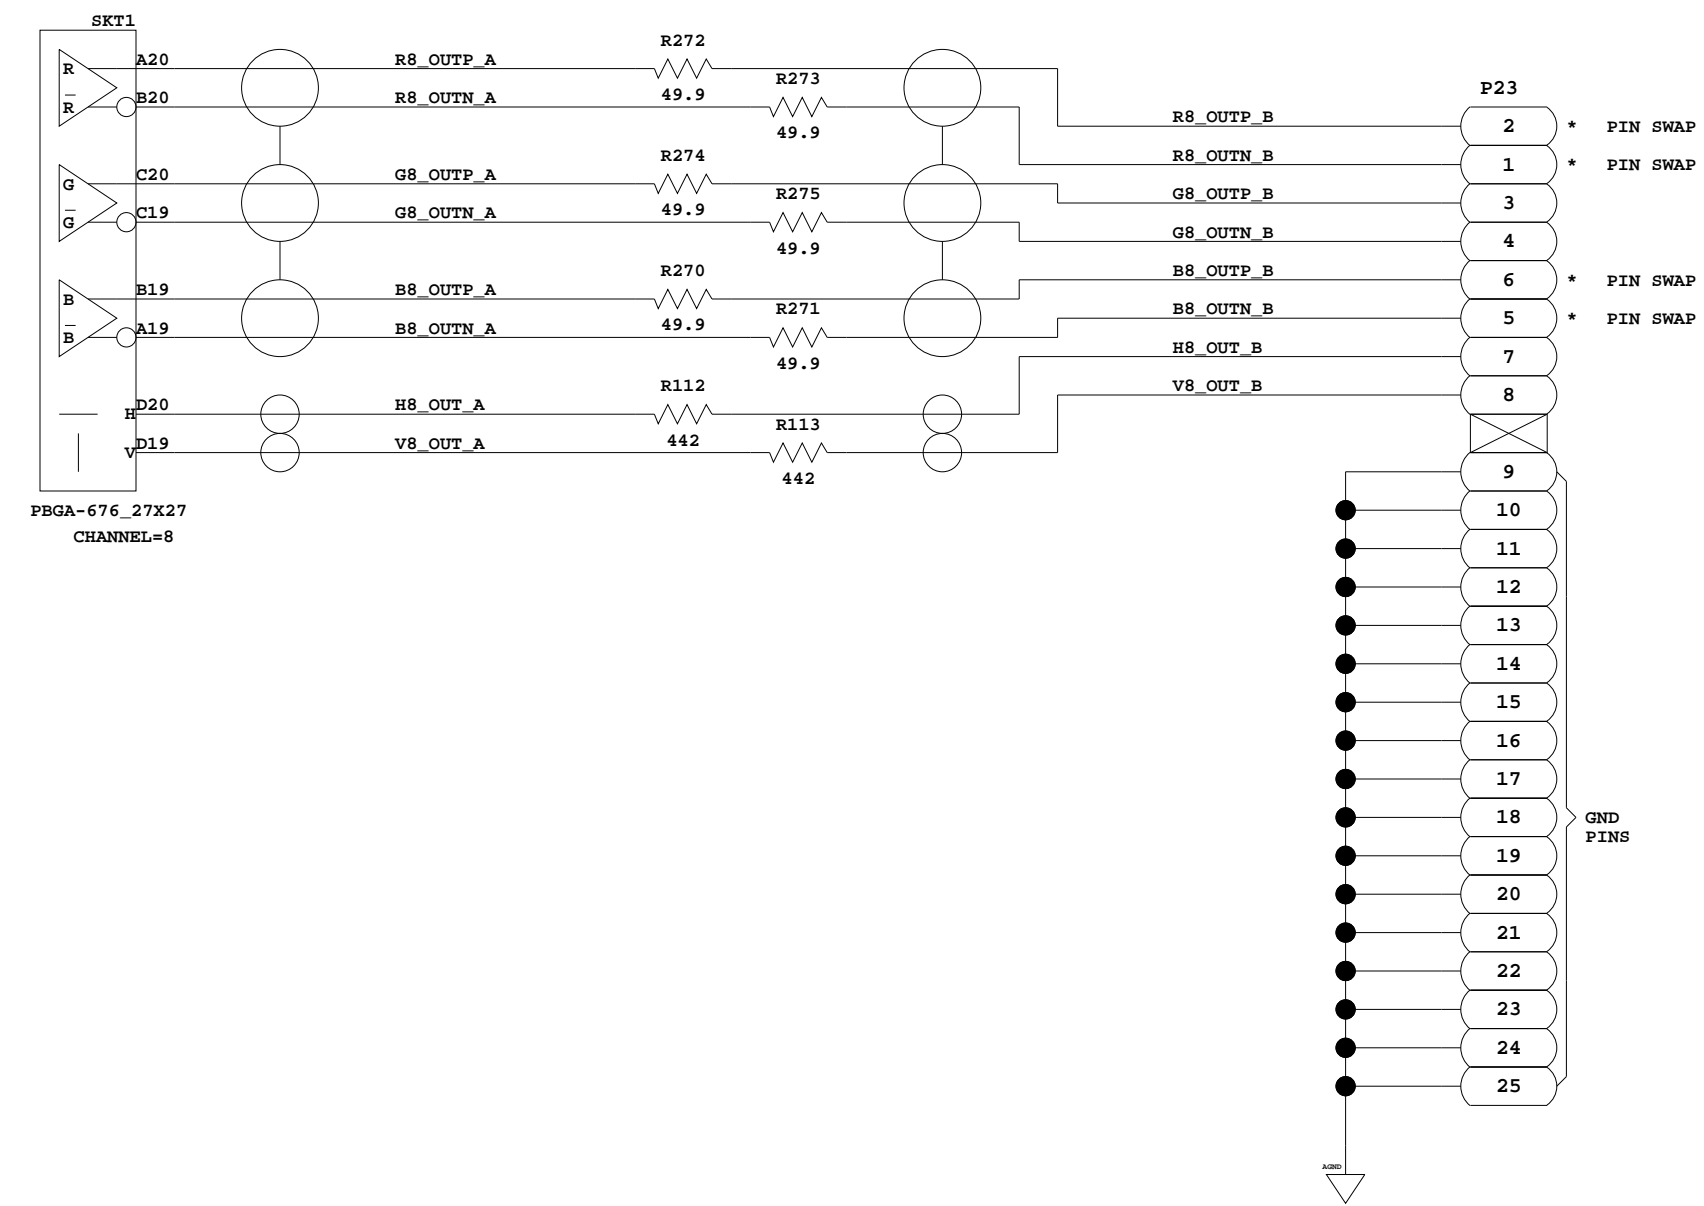 SKT1
R
R
A20
B20
R8_OUTP_A
R8_OUTN_A
R272
49.9
R273
49.9
G
G
C20
C19
G8_OUTP_A
G8_OUTN_A
R274
49.9
R275
49.9
B
B
B19
A19
B8_OUTP_A
B8_OUTN_A
R270
49.9
R271
49.9
H
D20
H8_OUT_A
R112
442
V
D19
V8_OUT_A
R113
442
PBGA-676_27X27
CHANNEL=8
P23
R8_OUTP_B 2 * PIN SWAP
R8_OUTN_B 1 * PIN SWAP
G8_OUTP_B 3
G8_OUTN_B 4
B8_OUTP_B 6 * PIN SWAP
B8_OUTN_B 5 * PIN SWAP
H8_OUT_B 7
V8_OUT_B 8
9
10
11
12
13
14
15
16
17
18
19
20
21
22
23
24
25
GND
PINS
AGND